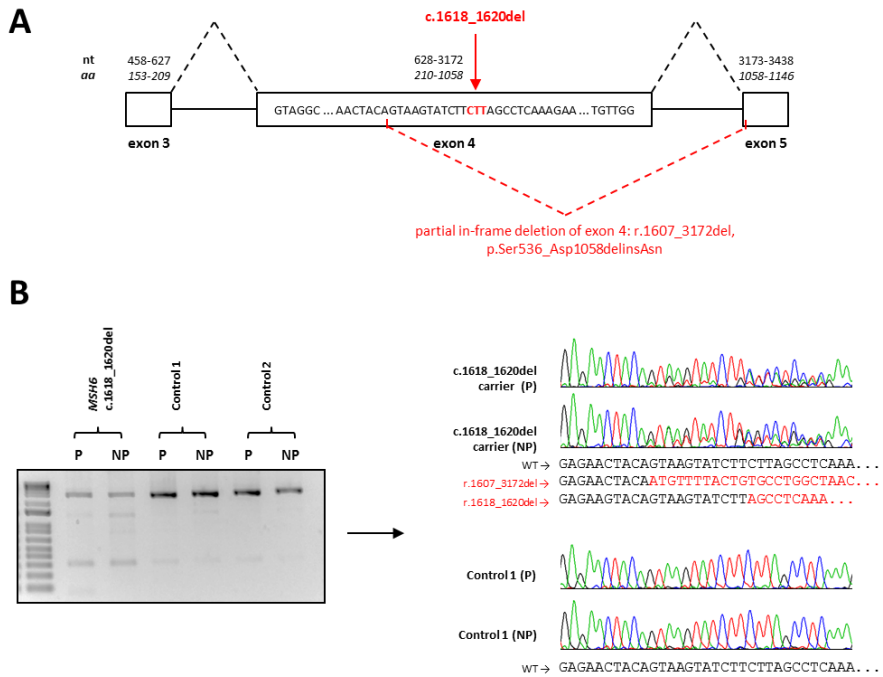 A
c.1618_1620del
nt 458-627 628-3172 3173-3438
aa 153-209 210-1058 1058-1146
GTAGGC ... AACTACAGTAAGTATCTTCTTAGCCTCAAAGAA ... TGTTGG
exon 3 exon 4 exon 5
partial in-frame deletion of exon 4: r.1607_3172del,
p.Ser536_Asp1058delinsAsn
B
MSH6
c.1618_1620del
Control 1
Control 2
P NP P NP P NP
c.1618_1620del
carrier (P)
c.1618_1620del
carrier (NP)
WT→ GAGAACTACAGTAAGTATCTTCTTAGCCTCAAA...
r.1607_3172del→ GAGAACTACAATGTTTTACTGTGCCTGGCTAAC...
r.1618_1620del→ GAGAAGTAAGTATCTTAGCCTCAAA...
Control 1 (P)
Control 1 (NP)
WT→ GAGAACTACAGTAAGTATCTTCTTAGCCTCAAA...